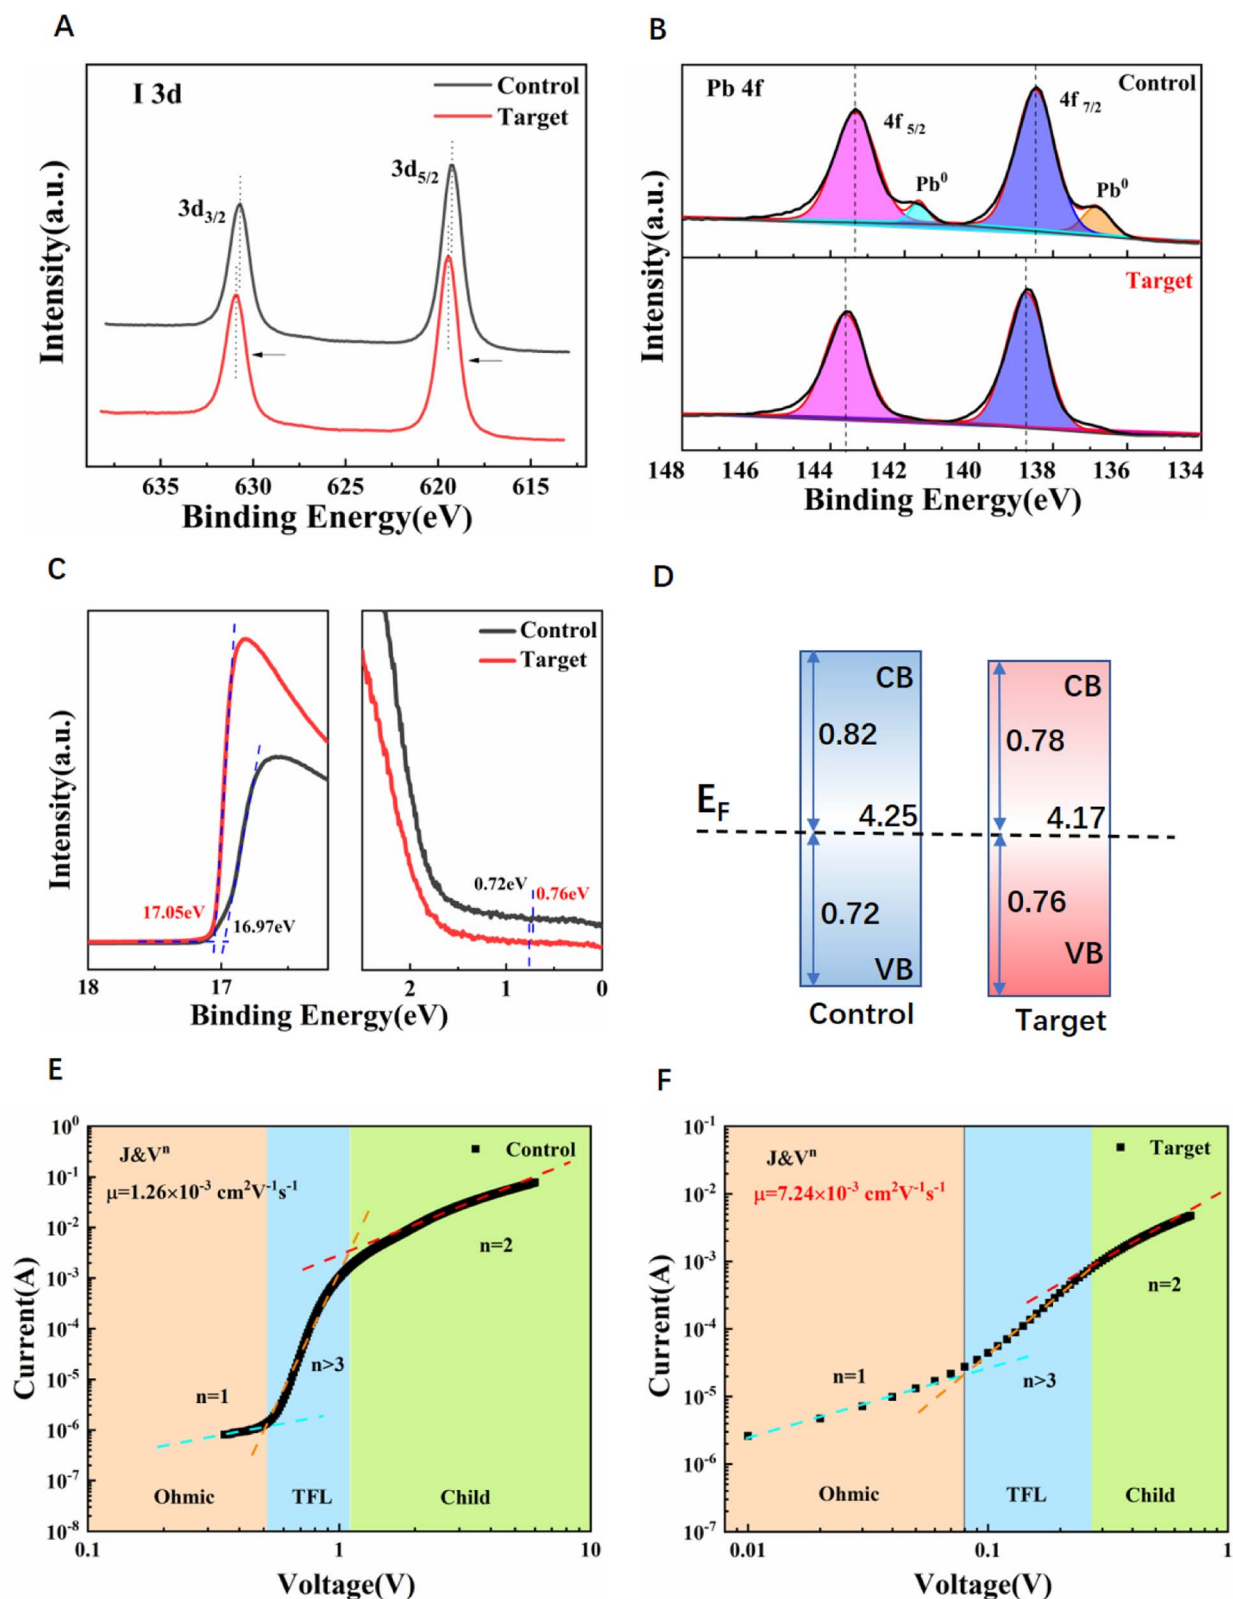 A
I 3d
Control
Target
3d3/2
3d5/2
Intensity(a.u.)
635 630 625 620 615
Binding Energy(eV)
B
Pb 4f
Control
4f 5/2
4f 7/2
Pb⁰
Pb⁰
Target
Intensity(a.u.)
148 146 144 142 140 138 136 134
Binding Energy(eV)
C
Control
Target
17.05eV
16.97eV
0.72eV
0.76eV
Intensity(a.u.)
18 17 2 1 0
Binding Energy(eV)
D
CB
CB
0.82
0.78
EF
4.25
4.17
0.72
0.76
VB
VB
Control
Target
E
10⁰
10⁻¹
10⁻²
10⁻³
10⁻⁴
10⁻⁵
10⁻⁶
10⁻⁷
10⁻⁸
Current(A)
J&Vⁿ
Control
μ=1.26×10⁻³ cm²V⁻¹s⁻¹
n=2
n>3
n=1
Ohmic
TFL
Child
0.1 1 10
Voltage(V)
F
10⁻¹
10⁻²
10⁻³
10⁻⁴
10⁻⁵
10⁻⁶
10⁻⁷
Current(A)
J&Vⁿ
Target
μ=7.24×10⁻³ cm²V⁻¹s⁻¹
n=2
n=1
n>3
Ohmic
TFL
Child
0.01 0.1 1
Voltage(V)